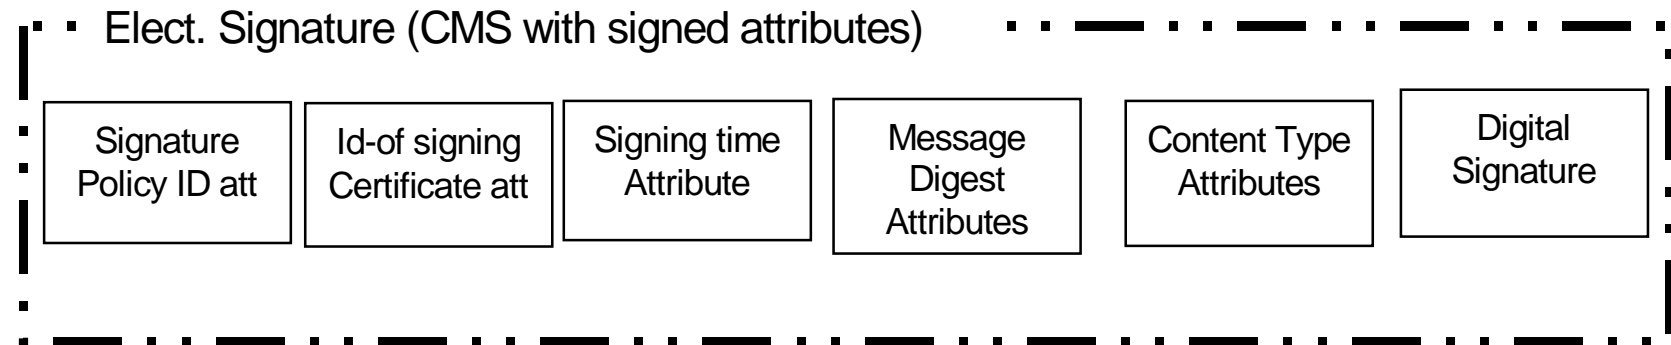 Elect. Signature (CMS with signed attributes)
Signature
Policy ID att
Id-of signing
Certificate att
Signing time
Attribute
Message
Digest
Attributes
Content Type
Attributes
Digital
Signature